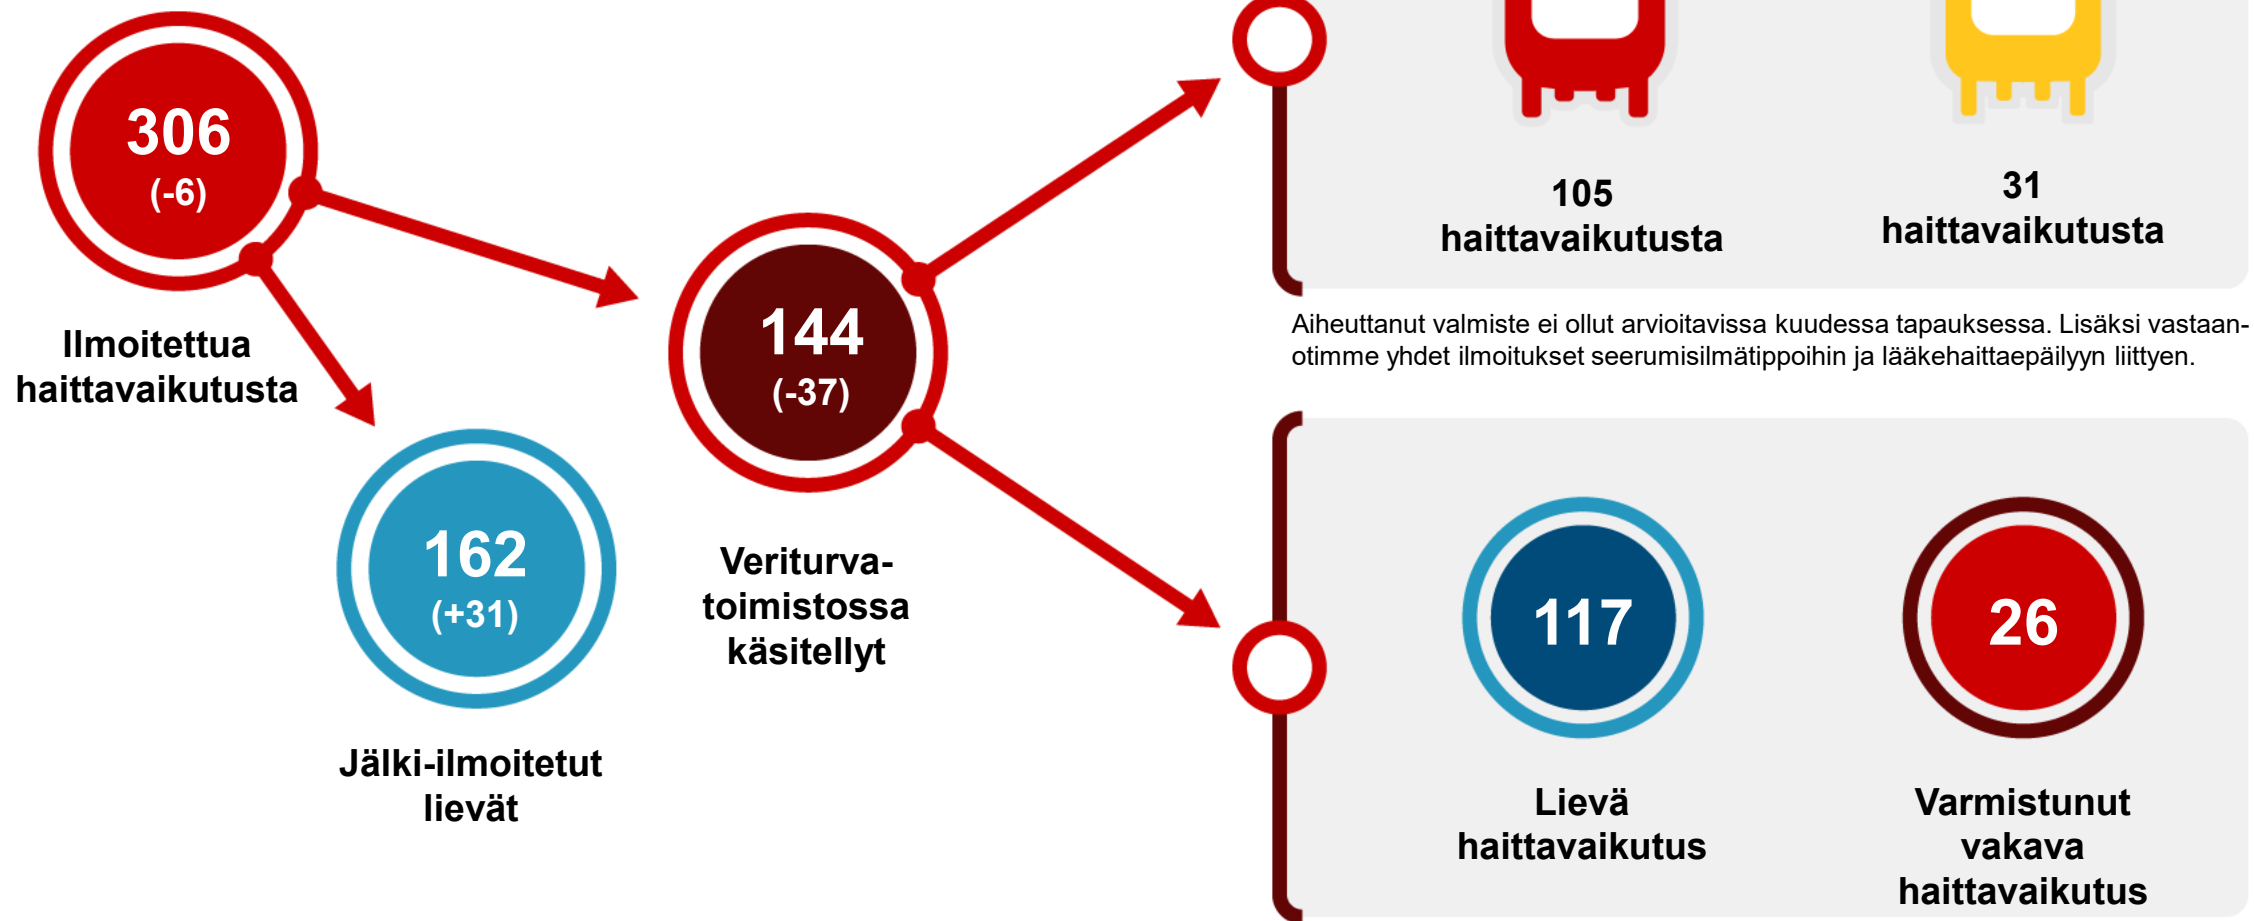 306
(-6)
Ilmoitettua
haittavaikutusta
162
(+31)
Jälki-ilmoitetut
lievät
144
(-37)
Veriturva-
toimistossa
käsitellyt
105
haittavaikutusta
31
haittavaikutusta
Aiheuttanut valmiste ei ollut arvioitavissa kuudessa tapauksessa. Lisäksi vastaan-
otimme yhdet ilmoitukset seerumisilmätippoihin ja lääkehaittaepäilyyn liittyen.
117
Lievä
haittavaikutus
26
Varmistunut
vakava
haittavaikutus